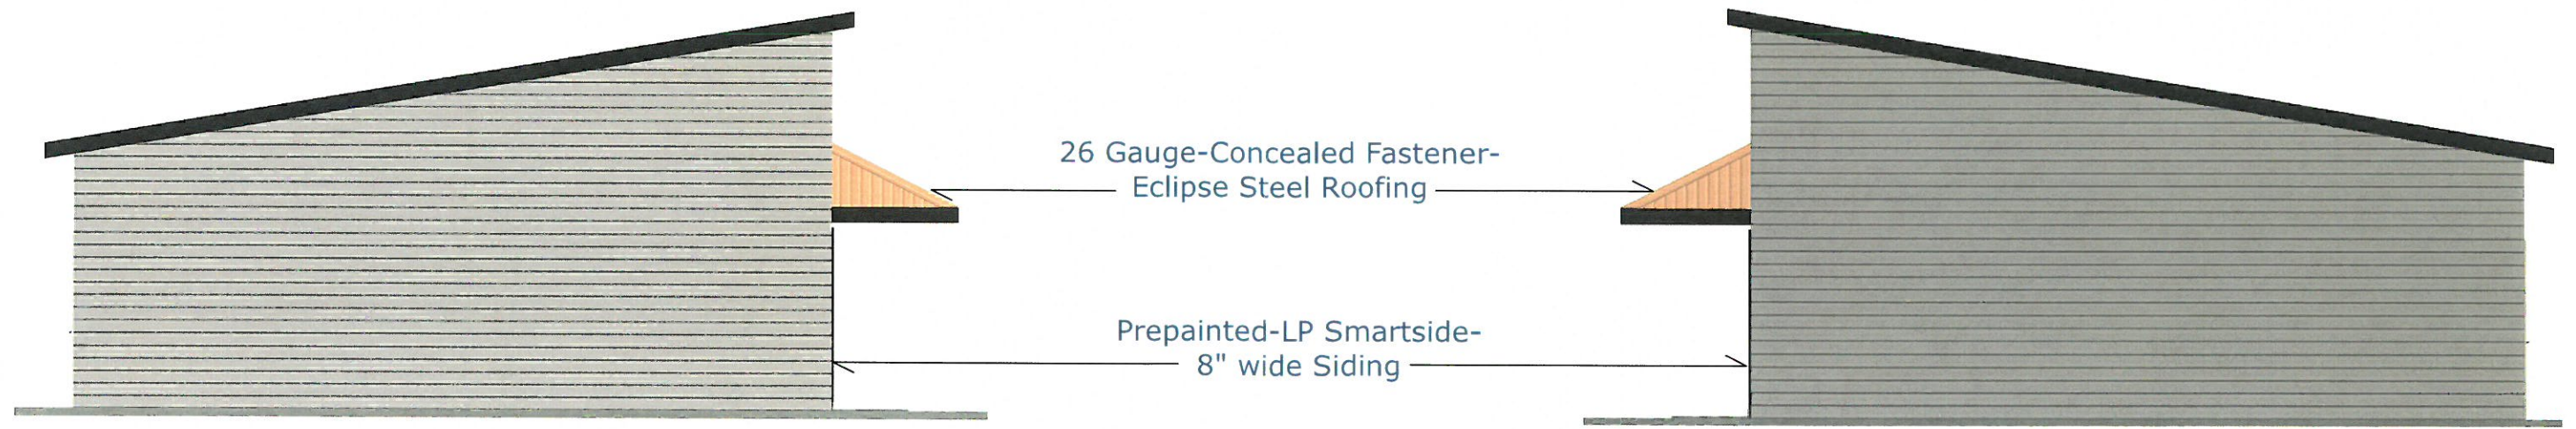 26 Gauge-Concealed Fastener-
Eclipse Steel Roofing
Prepainted-LP Smartside-
8" wide Siding